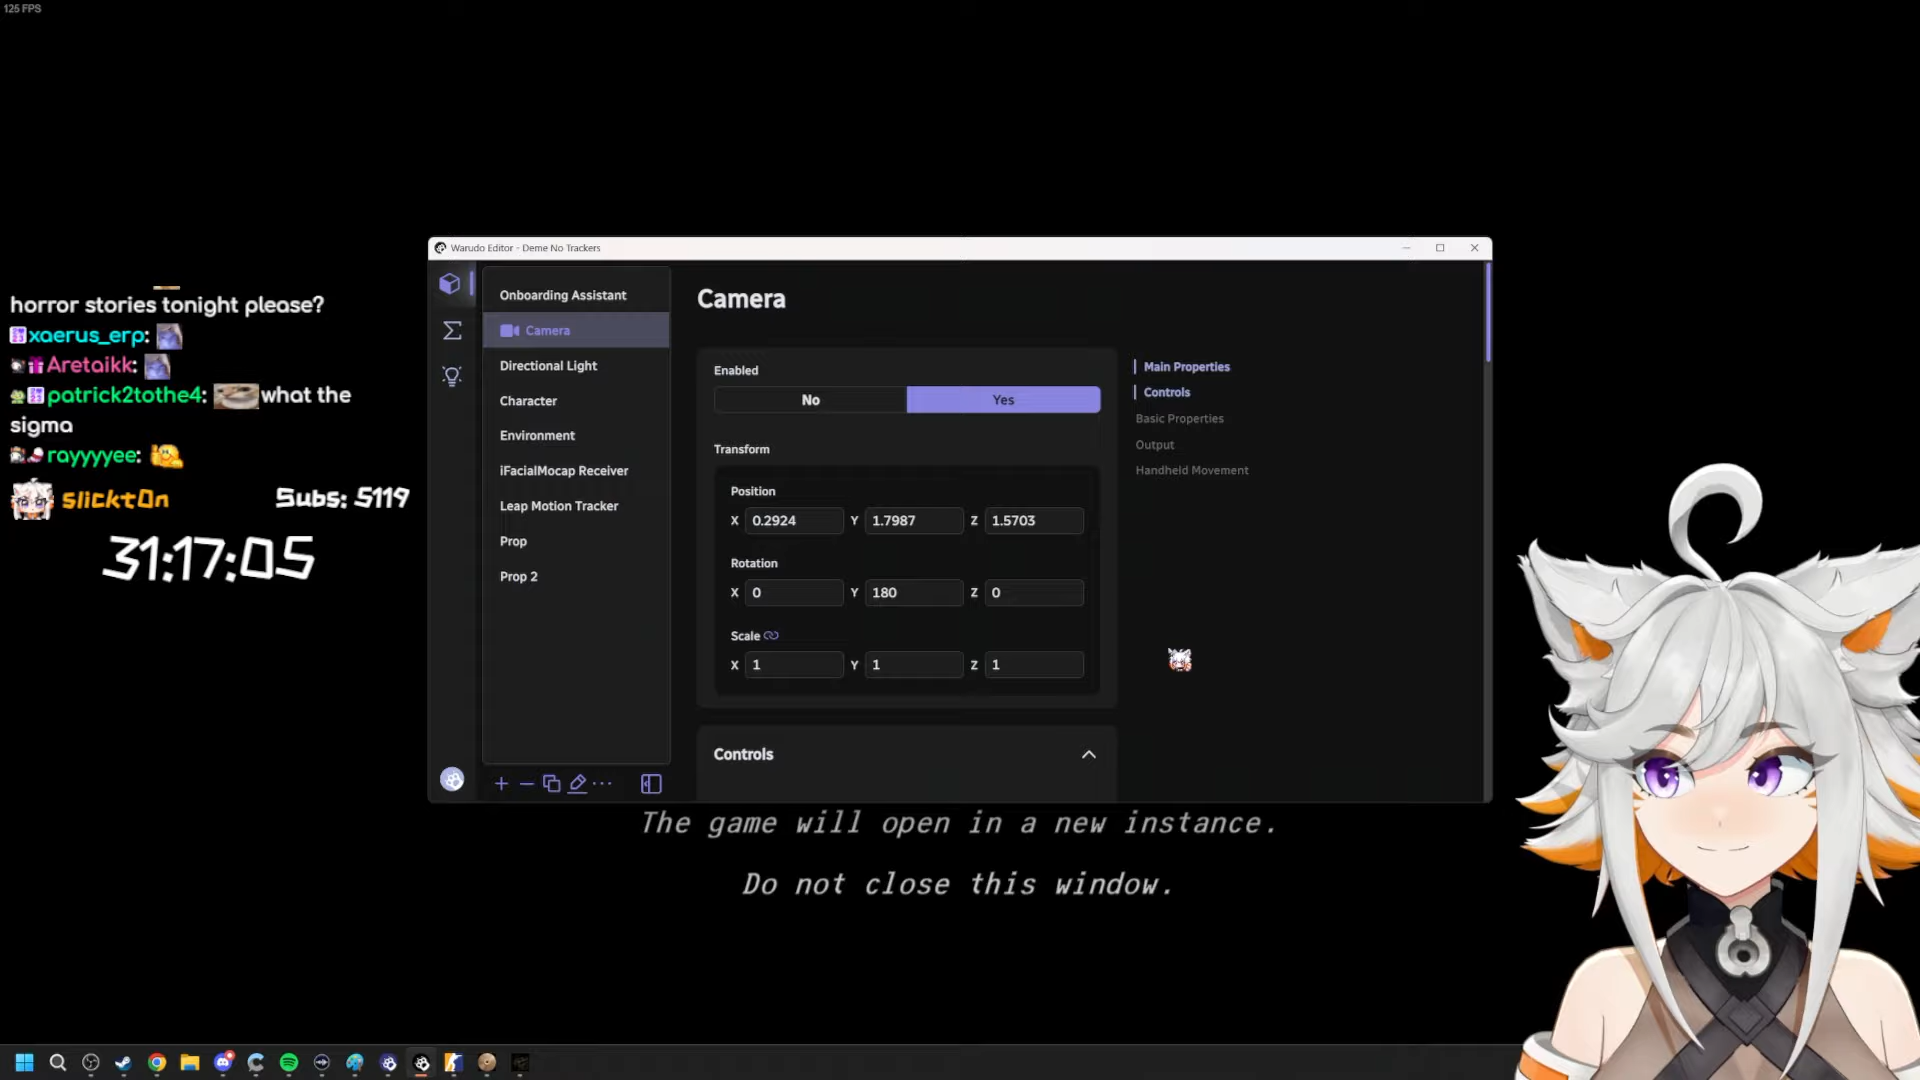 125 FPS
horror stories tonight please?
xaerus_erp:
Aretaikk:
patrick2tothe4: what the
sigma
rayyyyee:
slickt0n
Subs: 5119
31:17:05
Warudo Editor - Deme No Trackers
Onboarding Assistant
Camera
Directional Light
Character
Environment
iFacialMocap Receiver
Leap Motion Tracker
Prop
Prop 2
Camera
Enabled
No Yes
Transform
Position
X 0.2924 Y 1.7987 Z 1.5703
Rotation
X 0 Y 180 Z 0
Scale
X 1 Y 1 Z 1
Controls
Main Properties
Controls
Basic Properties
Output
Handheld Movement
The game will open in a new instance.
Do not close this window.